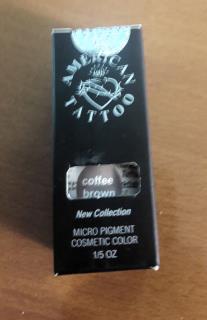 AMERICAN
TATTOO
coffee
brown
New Collection
MICRO PIGMENT
COSMETIC COLOR
1/5 OZ